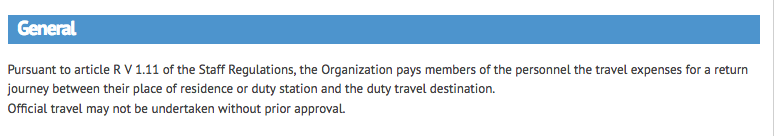 General
Pursuant to article R V 1.11 of the Staff Regulations, the Organization pays members of the personnel the travel expenses for a return
journey between their place of residence or duty station and the duty travel destination.
Official travel may not be undertaken without prior approval.